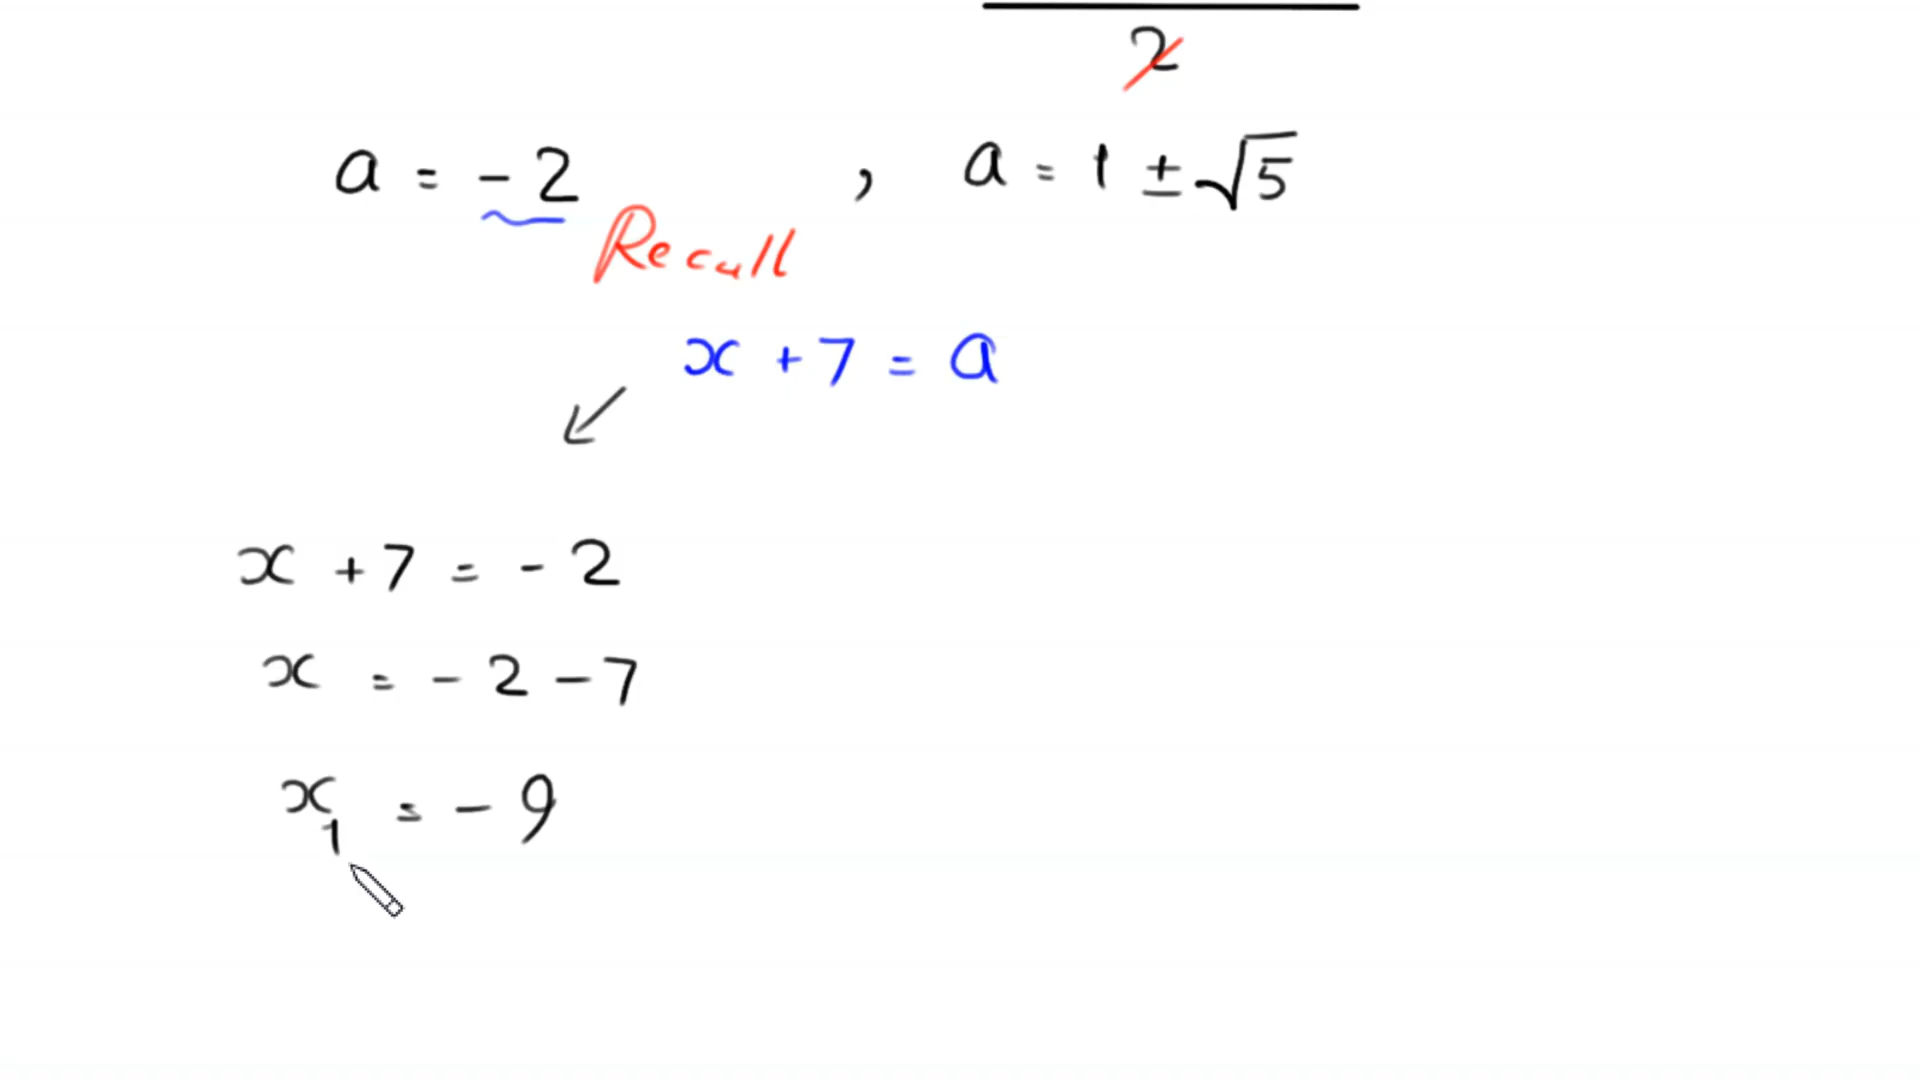 2
a = -2 , a = 1 ± √5
Recall
x + 7 = a
x + 7 = - 2
x = - 2 - 7
x₁ = - 9